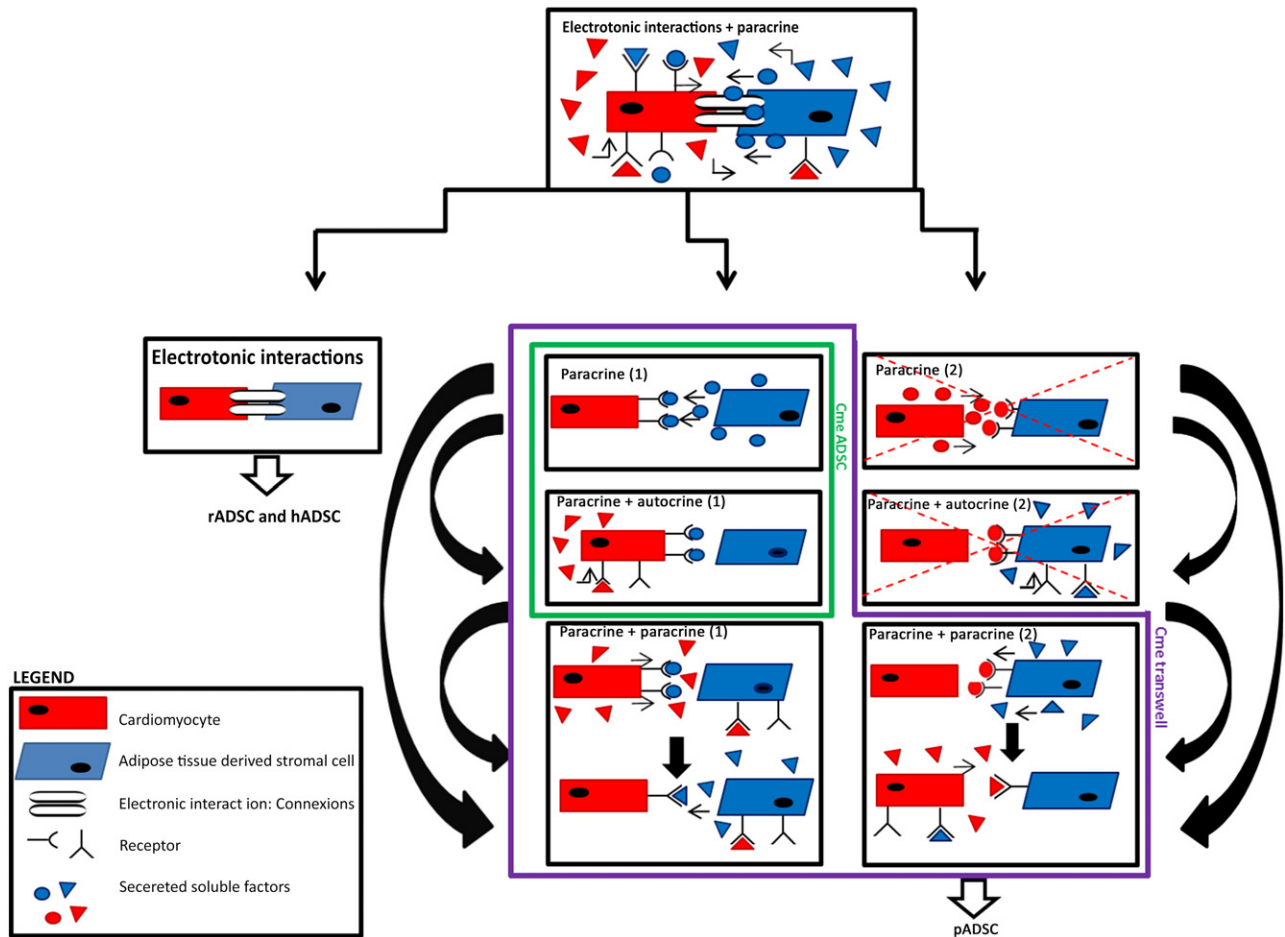 Electrotonic interactions + paracrine
Electrotonic interactions
rADSC and hADSC
Paracrine (1)
Paracrine (2)
Cme ADSC
Paracrine + autocrine (1)
Paracrine + autocrine (2)
Paracrine + paracrine (1)
Paracrine + paracrine (2)
Cme transwell
pADSC
LEGEND
Cardiomyocyte
Adipose tissue derived stromal cell
Electronic interact ion: Connexions
Receptor
Secereted soluble factors